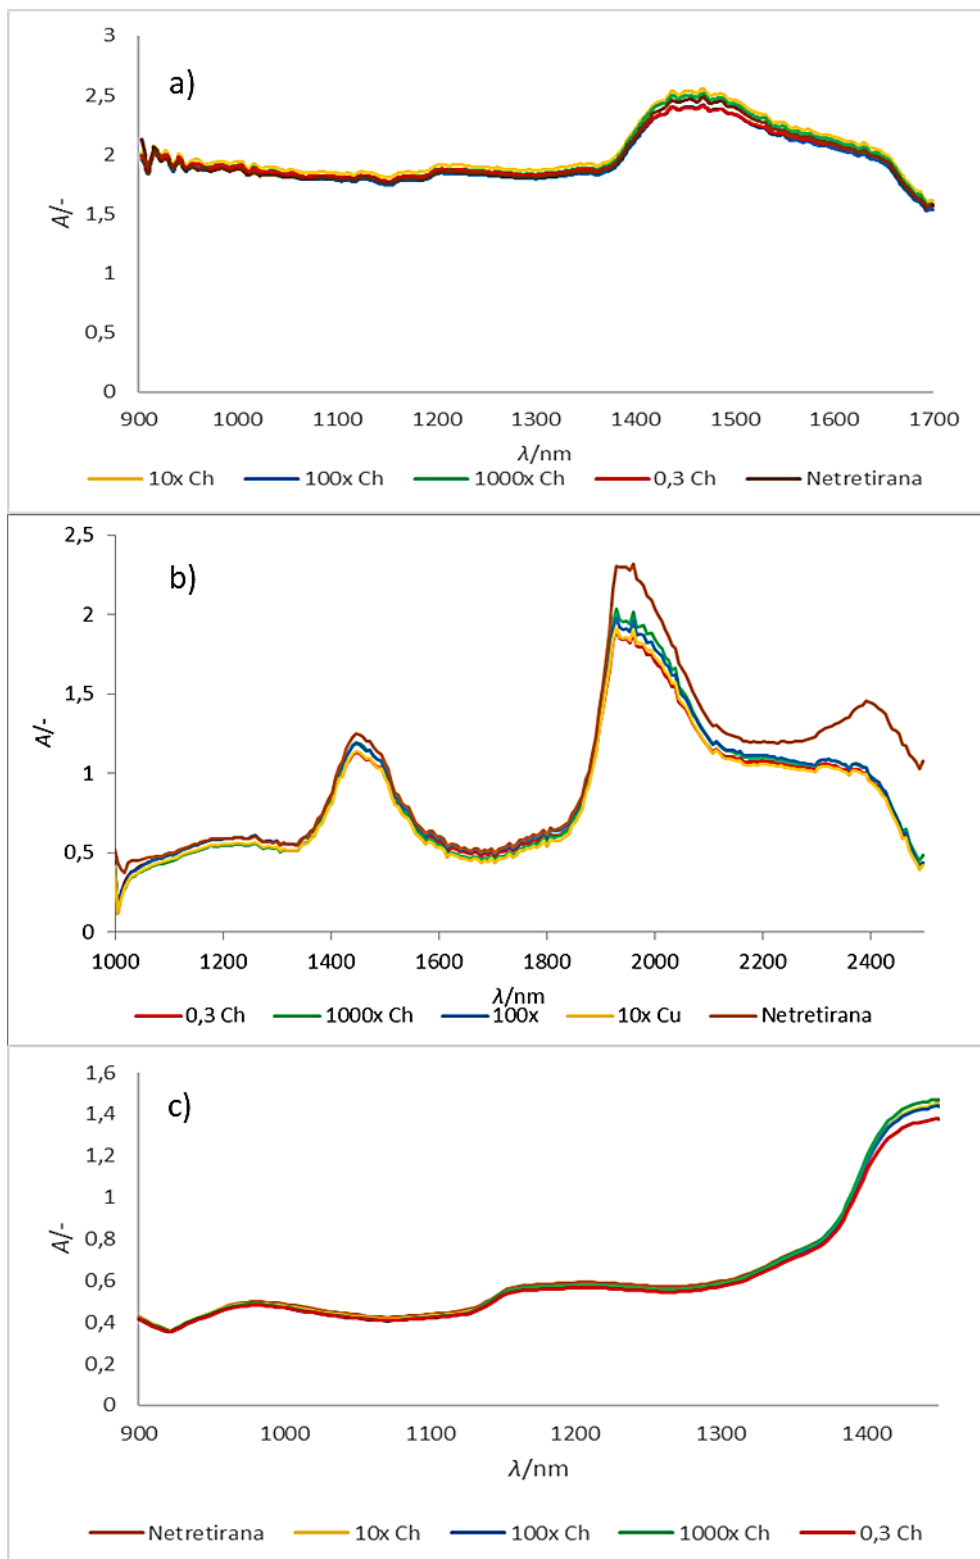 a)
3
2,5
2
1,5
1
0,5
0
A/-
900 1000 1100 1200 1300 1400 1500 1600 1700
λ/nm
10x Ch 100x Ch 1000x Ch 0,3 Ch Netretirana
b)
2,5
2
1,5
1
0,5
0
A/-
1000 1200 1400 1600 1800 2000 2200 2400
λ/nm
0,3 Ch 1000x Ch 100x 10x Cu Netretirana
c)
1,6
1,4
1,2
1
0,8
0,6
0,4
0,2
0
A/-
900 1000 1100 1200 1300 1400
λ/nm
Netretirana 10x Ch 100x Ch 1000x Ch 0,3 Ch